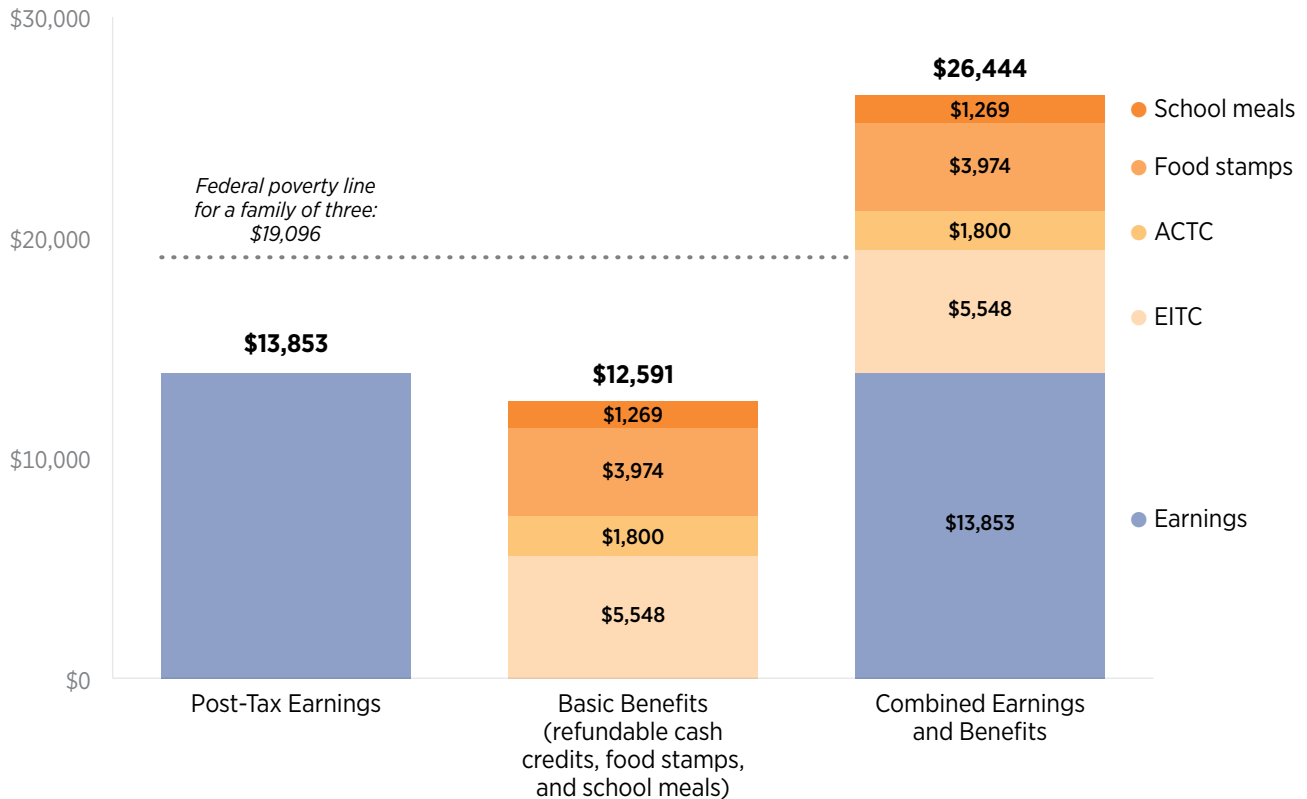 $30,000
$20,000
$10,000
$0
Federal poverty line
for a family of three:
$19,096
$13,853
$12,591
$1,269
$3,974
$1,800
$5,548
$26,444
$1,269
$3,974
$1,800
$5,548
$13,853
School meals
Food stamps
ACTC
EITC
Earnings
Post-Tax Earnings
Basic Benefits
(refundable cash
credits, food stamps,
and school meals)
Combined Earnings
and Benefits